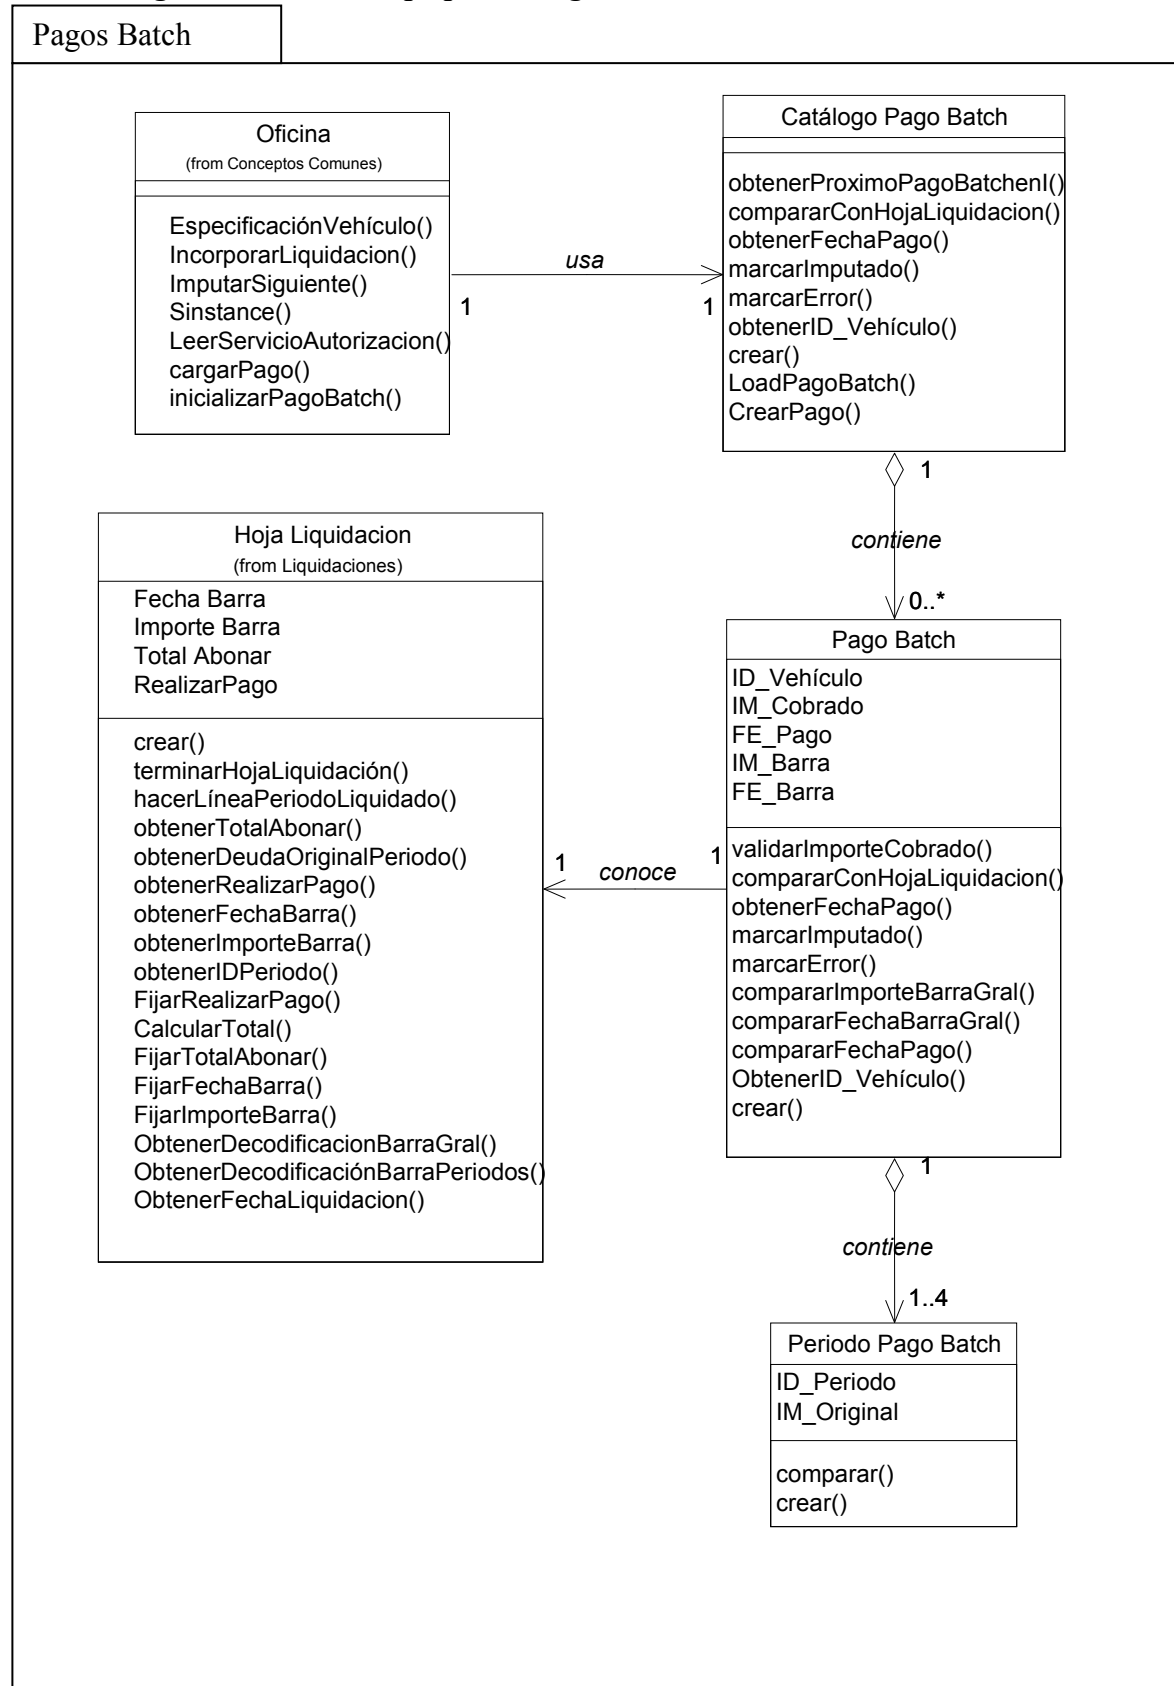 Pagos Batch
Oficina
(from Conceptos Comunes)
EspecificaciónVehículo()
IncorporarLiquidacion()
ImputarSiguiente()
Sinstance()
LeerServicioAutorizacion()
cargarPago()
inicializarPagoBatch()
usa
1
1
Catálogo Pago Batch
obtenerProximoPagoBatchenI()
compararConHojaLiquidacion()
obtenerFechaPago()
marcarImputado()
marcarError()
obtenerID_Vehículo()
crear()
LoadPagoBatch()
CrearPago()
1
contiene
0..*
Hoja Liquidacion
(from Liquidaciones)
Fecha Barra
Importe Barra
Total Abonar
RealizarPago
crear()
terminarHojaLiquidación()
hacerLíneaPeriodoLiquidado()
obtenerTotalAbonar()
obtenerDeudaOriginalPeriodo()
obtenerRealizarPago()
obtenerFechaBarra()
obtenerImporteBarra()
obtenerIDPeriodo()
FijarRealizarPago()
CalcularTotal()
FijarTotalAbonar()
FijarFechaBarra()
FijarImporteBarra()
ObtenerDecodificacionBarraGral()
ObtenerDecodificaciónBarraPeriodos()
ObtenerFechaLiquidacion()
1
conoce
1
Pago Batch
ID_Vehículo
IM_Cobrado
FE_Pago
IM_Barra
FE_Barra
validarImporteCobrado()
compararConHojaLiquidacion()
obtenerFechaPago()
marcarImputado()
marcarError()
compararImporteBarraGral()
compararFechaBarraGral()
compararFechaPago()
ObtenerID_Vehículo()
crear()
1
contiene
1..4
Periodo Pago Batch
ID_Periodo
IM_Original
comparar()
crear()